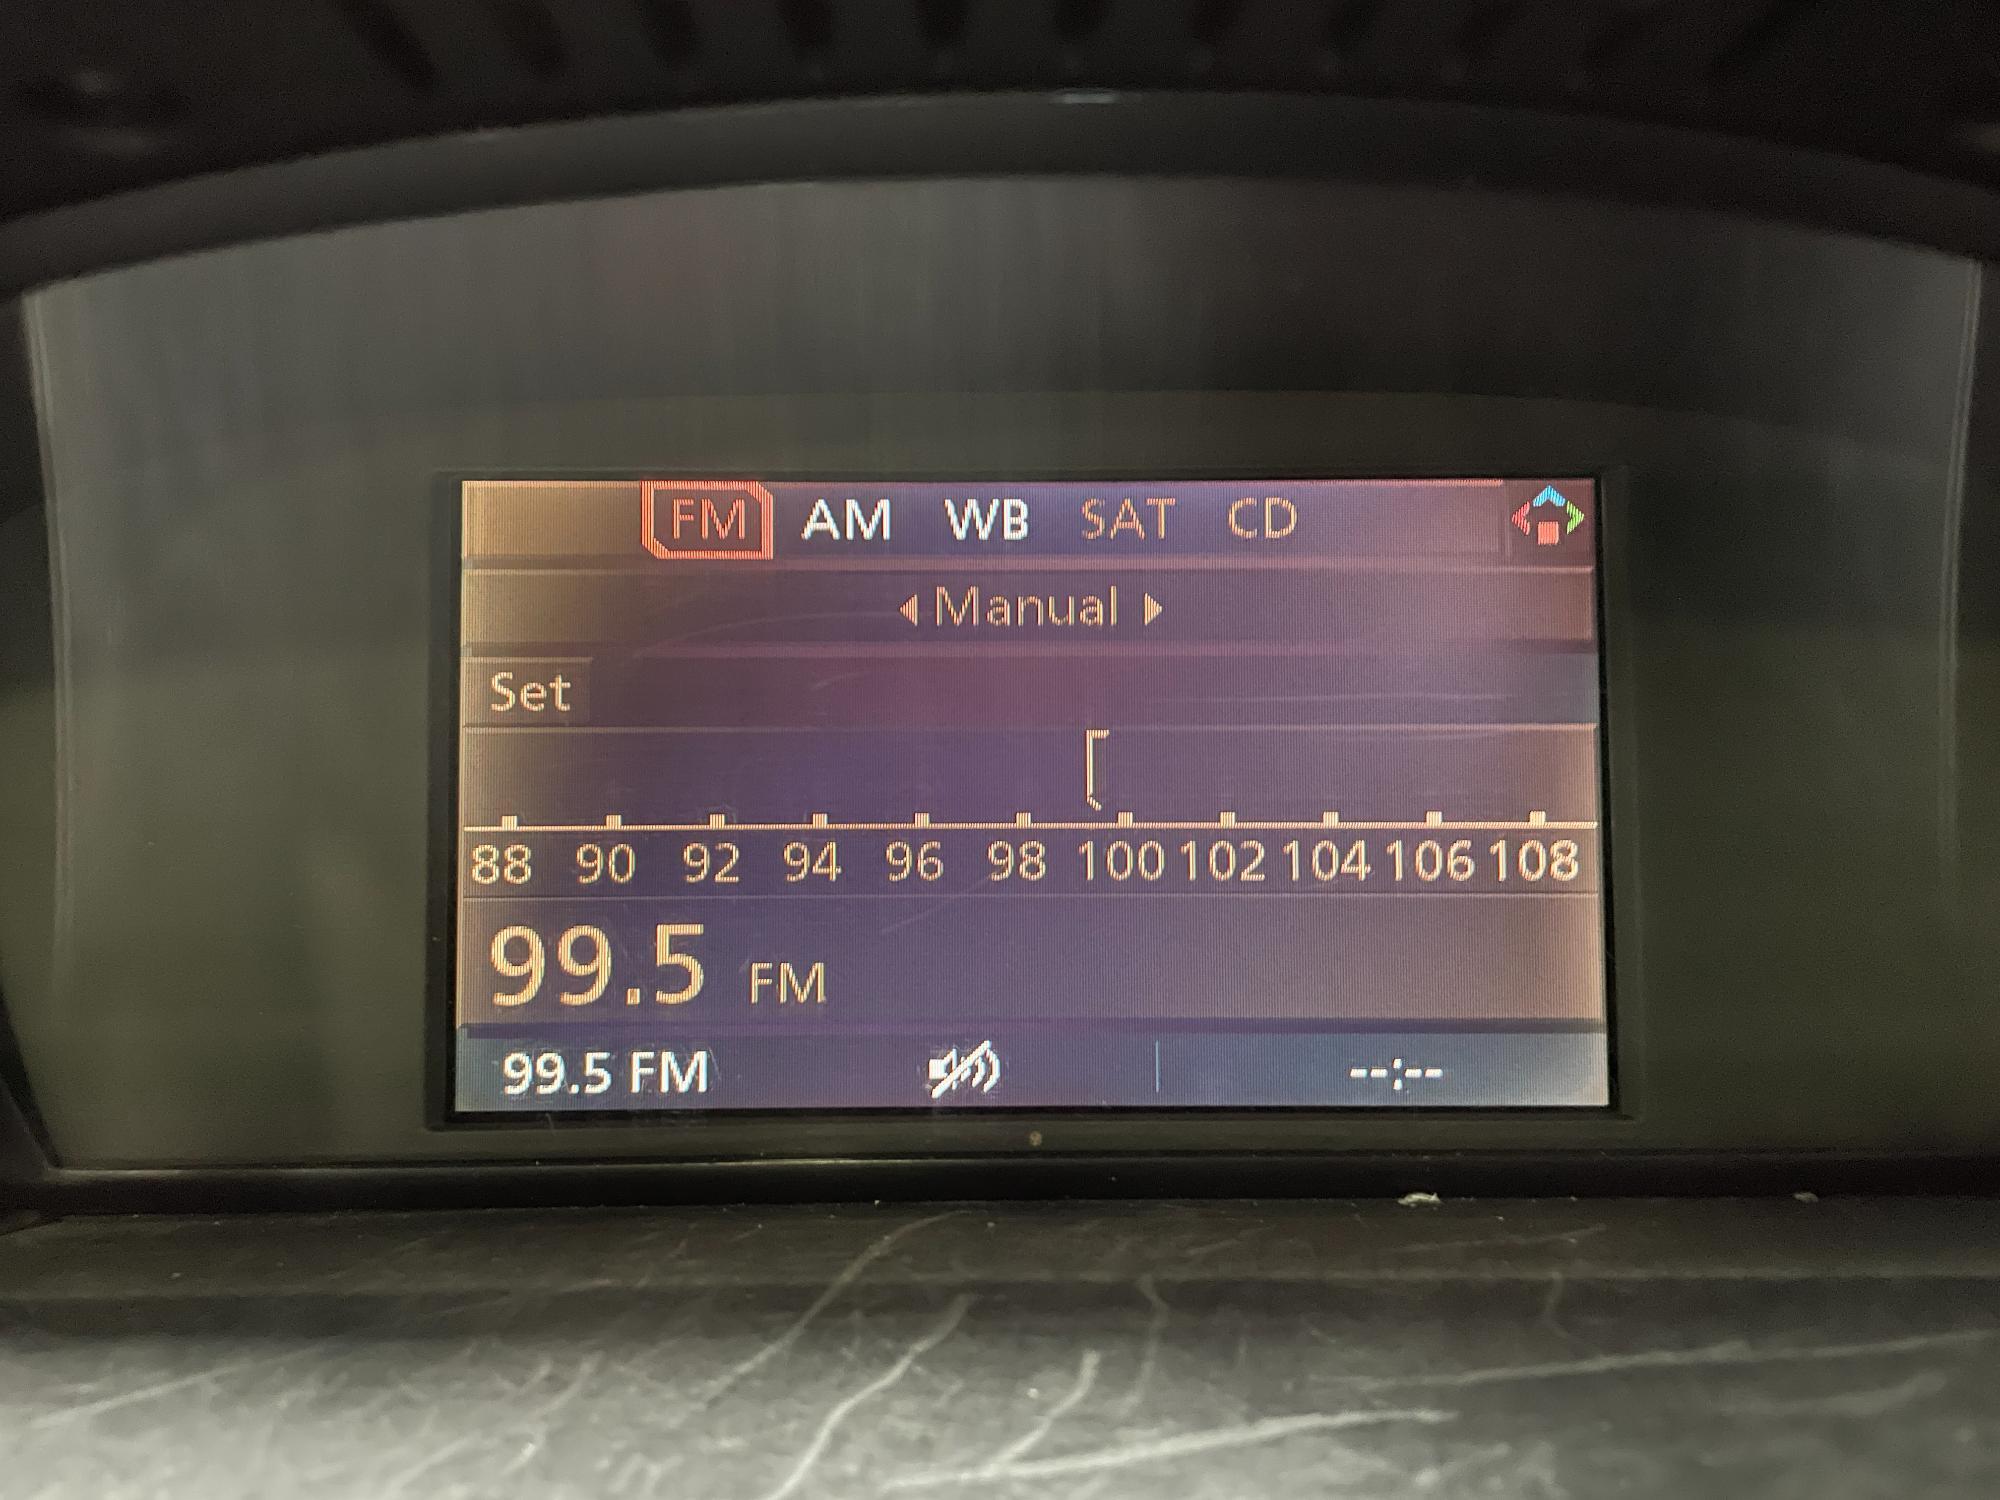 FM AM WB SAT CD
Manual
Set
88 90 92 94 96 98 100 102 104 106 108
99.5 FM
99.5 FM --:--